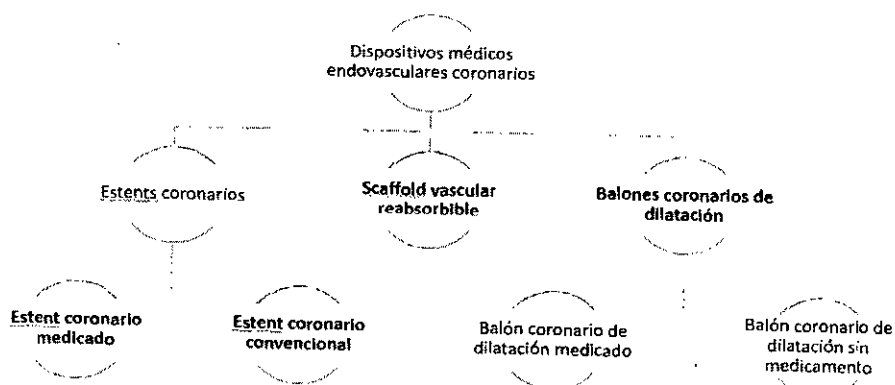 Dispositivos médicos
endovasculares coronarios
Estents coronarios
Scaffold vascular
reabsorbible
Balones coronarios de
dilatación
Estent coronario
medicado
Estent coronario
convencional
Balón coronario de
dilatación medicado
Balón coronario de
dilatación sin
medicamento